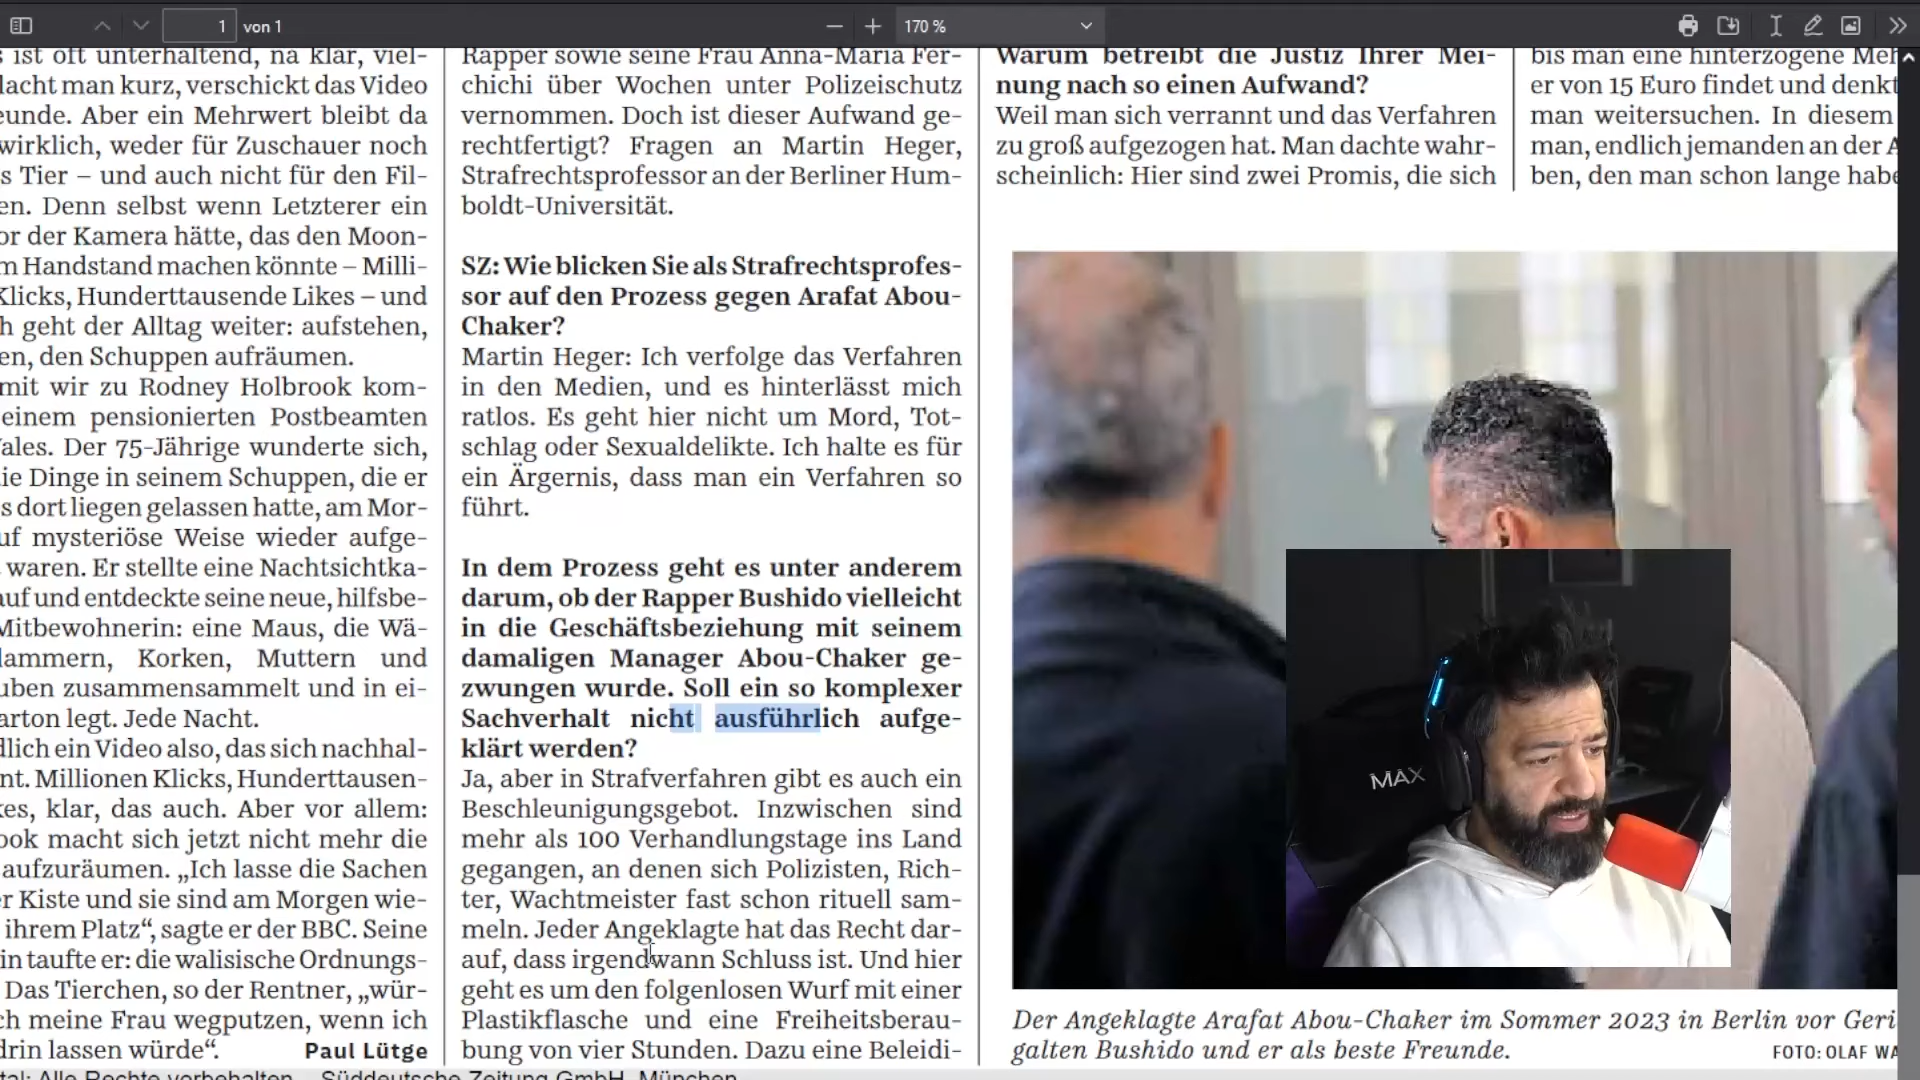 1 von 1
170 %
s ist oft unterhaltend, na klar, viel-
lacht man kurz, verschickt das Video
eunde. Aber ein Mehrwert bleibt da
wirklich, weder für Zuschauer noch
s Tier – und auch nicht für den Fil-
en. Denn selbst wenn Letzterer ein
or der Kamera hätte, das den Moon-
m Handstand machen könnte – Milli-
Klicks, Hunderttausende Likes – und
h geht der Alltag weiter: aufstehen,
en, den Schuppen aufräumen.
mit wir zu Rodney Holbrook kom-
einem pensionierten Postbeamten
ales. Der 75-Jährige wunderte sich,
ie Dinge in seinem Schuppen, die er
s dort liegen gelassen hatte, am Mor-
uf mysteriöse Weise wieder aufge-
waren. Er stellte eine Nachtsichtka-
auf und entdeckte seine neue, hilfsbe-
Mitbewohnerin: eine Maus, die Wä-
lammern, Korken, Muttern und
uben zusammensammelt und in ei-
arton legt. Jede Nacht.
dlich ein Video also, das sich nachhal-
nt. Millionen Klicks, Hunderttausen-
kes, klar, das auch. Aber vor allem:
ook macht sich jetzt nicht mehr die
aufzuräumen. „Ich lasse die Sachen
er Kiste und sie sind am Morgen wie-
ihrem Platz“, sagte er der BBC. Seine
in taufte er: die walisische Ordnungs-
Das Tierchen, so der Rentner, „wür-
ch meine Frau wegputzen, wenn ich
drin lassen würde“. Paul Lütge
Rapper sowie seine Frau Anna-Maria Fer-
chichi über Wochen unter Polizeischutz
vernommen. Doch ist dieser Aufwand ge-
rechtfertigt? Fragen an Martin Heger,
Strafrechtsprofessor an der Berliner Hum-
boldt-Universität.
SZ: Wie blicken Sie als Strafrechtsprofes-
sor auf den Prozess gegen Arafat Abou-
Chaker?
Martin Heger: Ich verfolge das Verfahren
in den Medien, und es hinterlässt mich
ratlos. Es geht hier nicht um Mord, Tot-
schlag oder Sexualdelikte. Ich halte es für
ein Ärgernis, dass man ein Verfahren so
führt.
In dem Prozess geht es unter anderem
darum, ob der Rapper Bushido vielleicht
in die Geschäftsbeziehung mit seinem
damaligen Manager Abou-Chaker ge-
zwungen wurde. Soll ein so komplexer
Sachverhalt nicht ausführlich aufge-
klärt werden?
Ja, aber in Strafverfahren gibt es auch ein
Beschleunigungsgebot. Inzwischen sind
mehr als 100 Verhandlungstage ins Land
gegangen, an denen sich Polizisten, Rich-
ter, Wachtmeister fast schon rituell sam-
meln. Jeder Angeklagte hat das Recht dar-
auf, dass irgendwann Schluss ist. Und hier
geht es um den folgenlosen Wurf mit einer
Plastikflasche und eine Freiheitsberau-
bung von vier Stunden. Dazu eine Beleidi-
Warum betreibt die Justiz Ihrer Mei-
nung nach so einen Aufwand?
Weil man sich verrannt und das Verfahren
zu groß aufgezogen hat. Man dachte wahr-
scheinlich: Hier sind zwei Promis, die sich
bis man eine hinterzogene Meh
er von 15 Euro findet und denkt
man weitersuchen. In diesem
man, endlich jemanden an der A
ben, den man schon lange habe
MAX
Der Angeklagte Arafat Abou-Chaker im Sommer 2023 in Berlin vor Geri
galten Bushido und er als beste Freunde. FOTO: OLAF WA
tal: Alle Rechte vorbehalten – Süddeutsche Zeitung GmbH, München